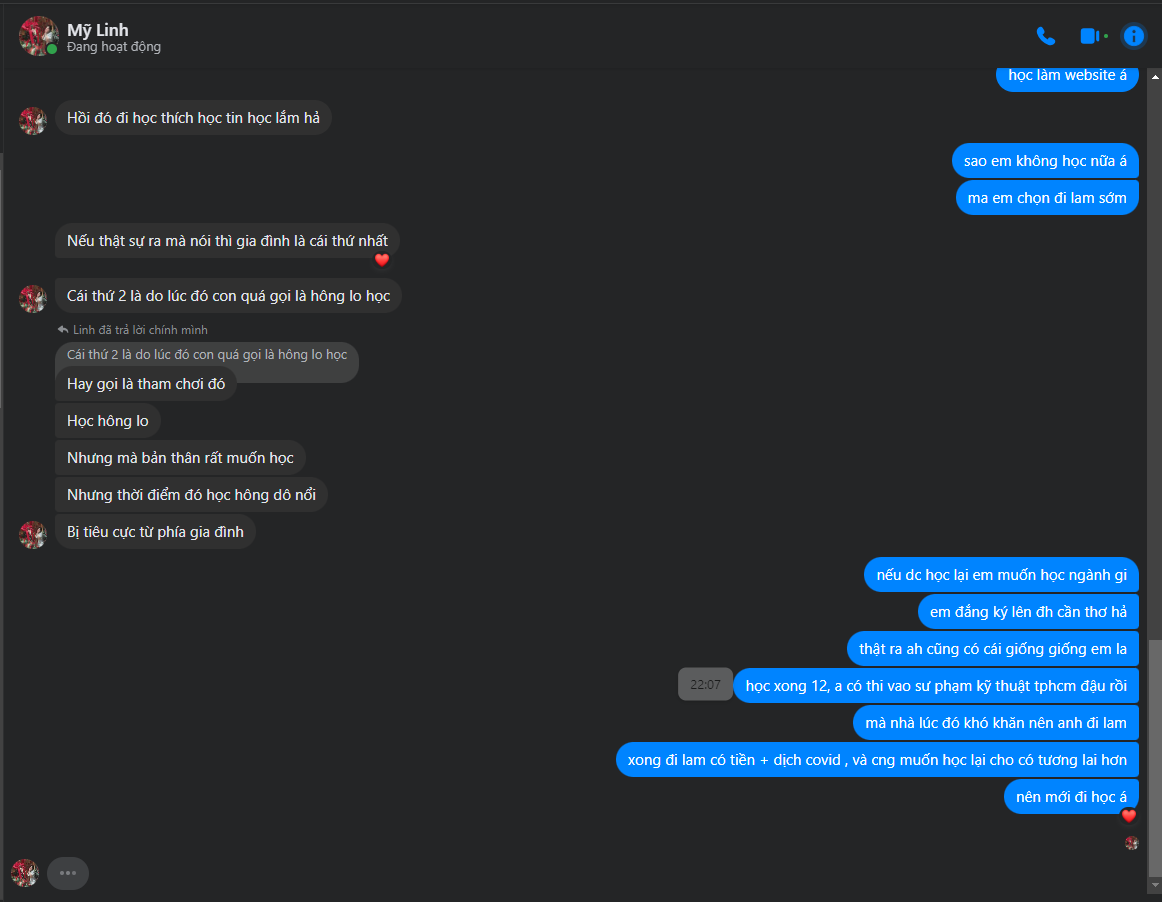 Mỹ Linh
Đang hoạt động
học làm website á
Hồi đó đi học thích học tin học lắm hả
sao em không học nữa á
ma em chọn đi lam sớm
Nếu thật sự ra mà nói thì gia đình là cái thứ nhất
Cái thứ 2 là do lúc đó con quá gọi là hông lo học
Linh đã trả lời chính mình
Cái thứ 2 là do lúc đó con quá gọi là hông lo học
Hay gọi là tham chơi đó
Học hông lo
Nhưng mà bản thân rất muốn học
Nhưng thời điểm đó học hông dô nổi
Bị tiêu cực từ phía gia đình
nếu dc học lại em muốn học ngành gi
em đắng ký lên đh cần thơ hả
thật ra ah cũng có cái giống giống em la
22:07
học xong 12, a có thi vao sư phạm kỹ thuật tphcm đậu rồi
mà nhà lúc đó khó khăn nên anh đi lam
xong đi lam có tiền + dịch covid , và cng muốn học lại cho có tương lai hơn
nên mới đi học á